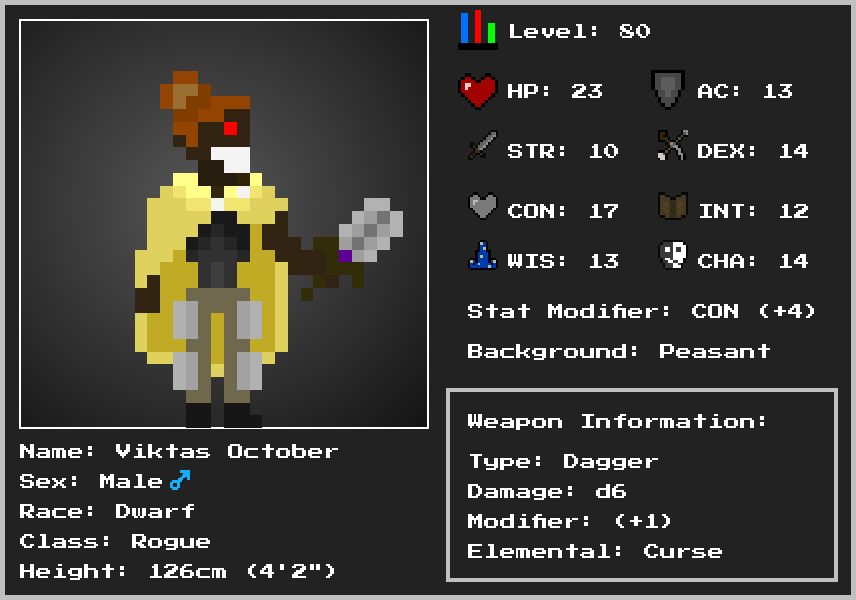 Level: 80
HP: 23
AC: 13
STR: 10
DEX: 14
CON: 17
INT: 12
WIS: 13
CHA: 14
Stat Modifier: CON (+4)
Background: Peasant
Weapon Information:
Type: Dagger
Damage: d6
Modifier: (+1)
Elemental: Curse
Name: Viktas October
Sex: Male ♂
Race: Dwarf
Class: Rogue
Height: 126cm (4'2")